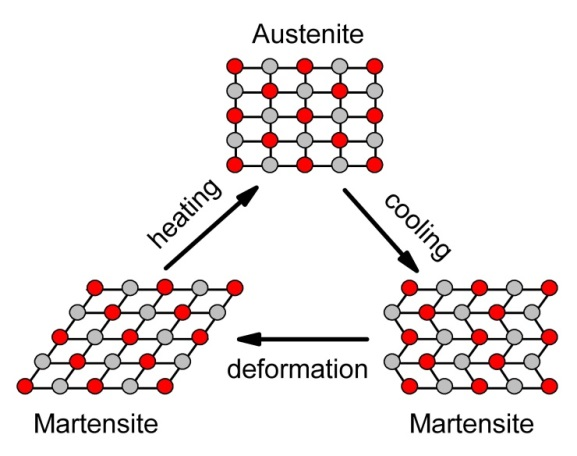 Austenite
heating
cooling
deformation
Martensite
Martensite